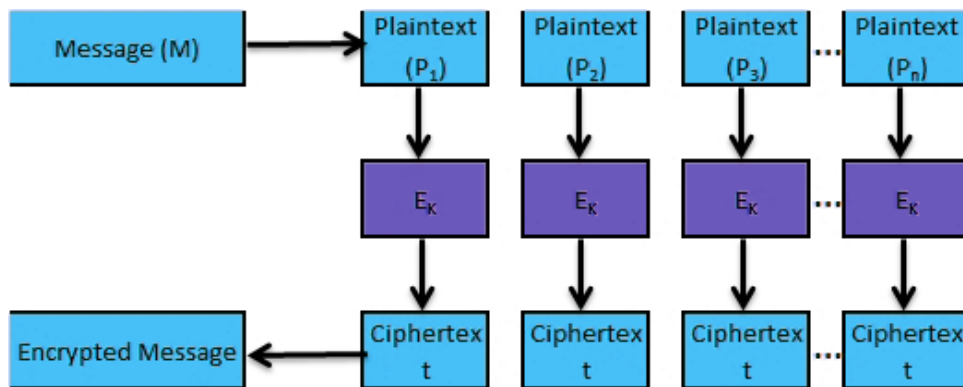 Message (M)
Plaintext
(P₁)
Plaintext
(P₂)
Plaintext
(P₃)
...
Plaintext
(Pₙ)
Eₖ
Eₖ
Eₖ
...
Eₖ
Encrypted Message
Ciphertex
t
Ciphertex
t
Ciphertex
t
...
Ciphertex
t